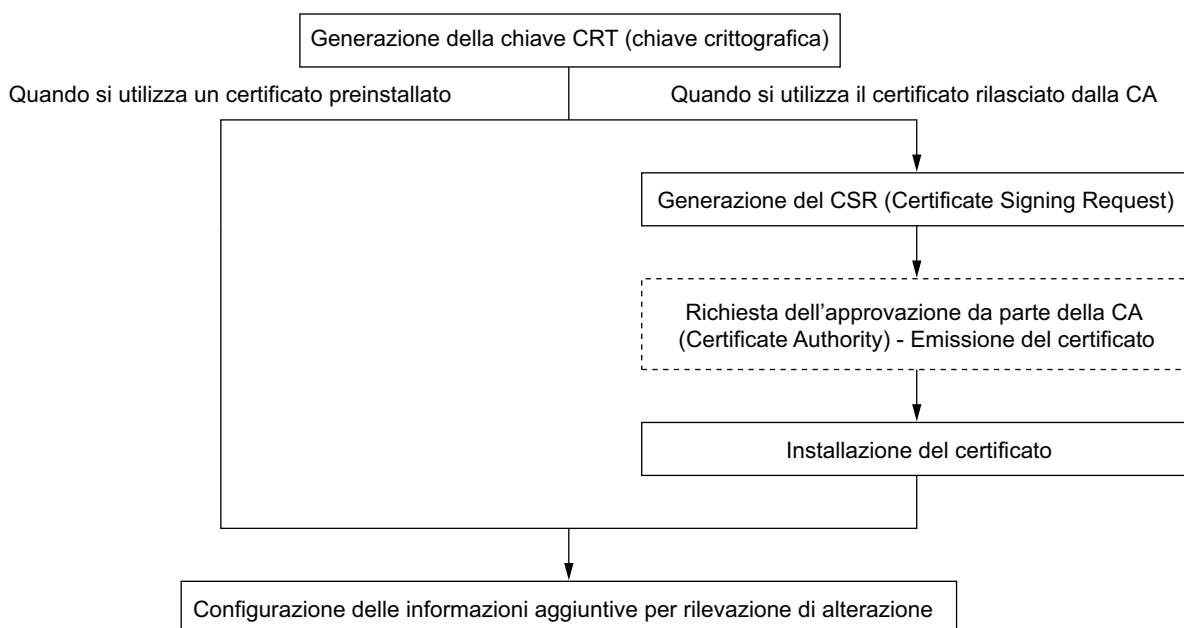 Generazione della chiave CRT (chiave crittografica)
Quando si utilizza un certificato preinstallato
Quando si utilizza il certificato rilasciato dalla CA
Generazione del CSR (Certificate Signing Request)
Richiesta dell’approvazione da parte della CA
(Certificate Authority) - Emissione del certificato
Installazione del certificato
Configurazione delle informazioni aggiuntive per rilevazione di alterazione